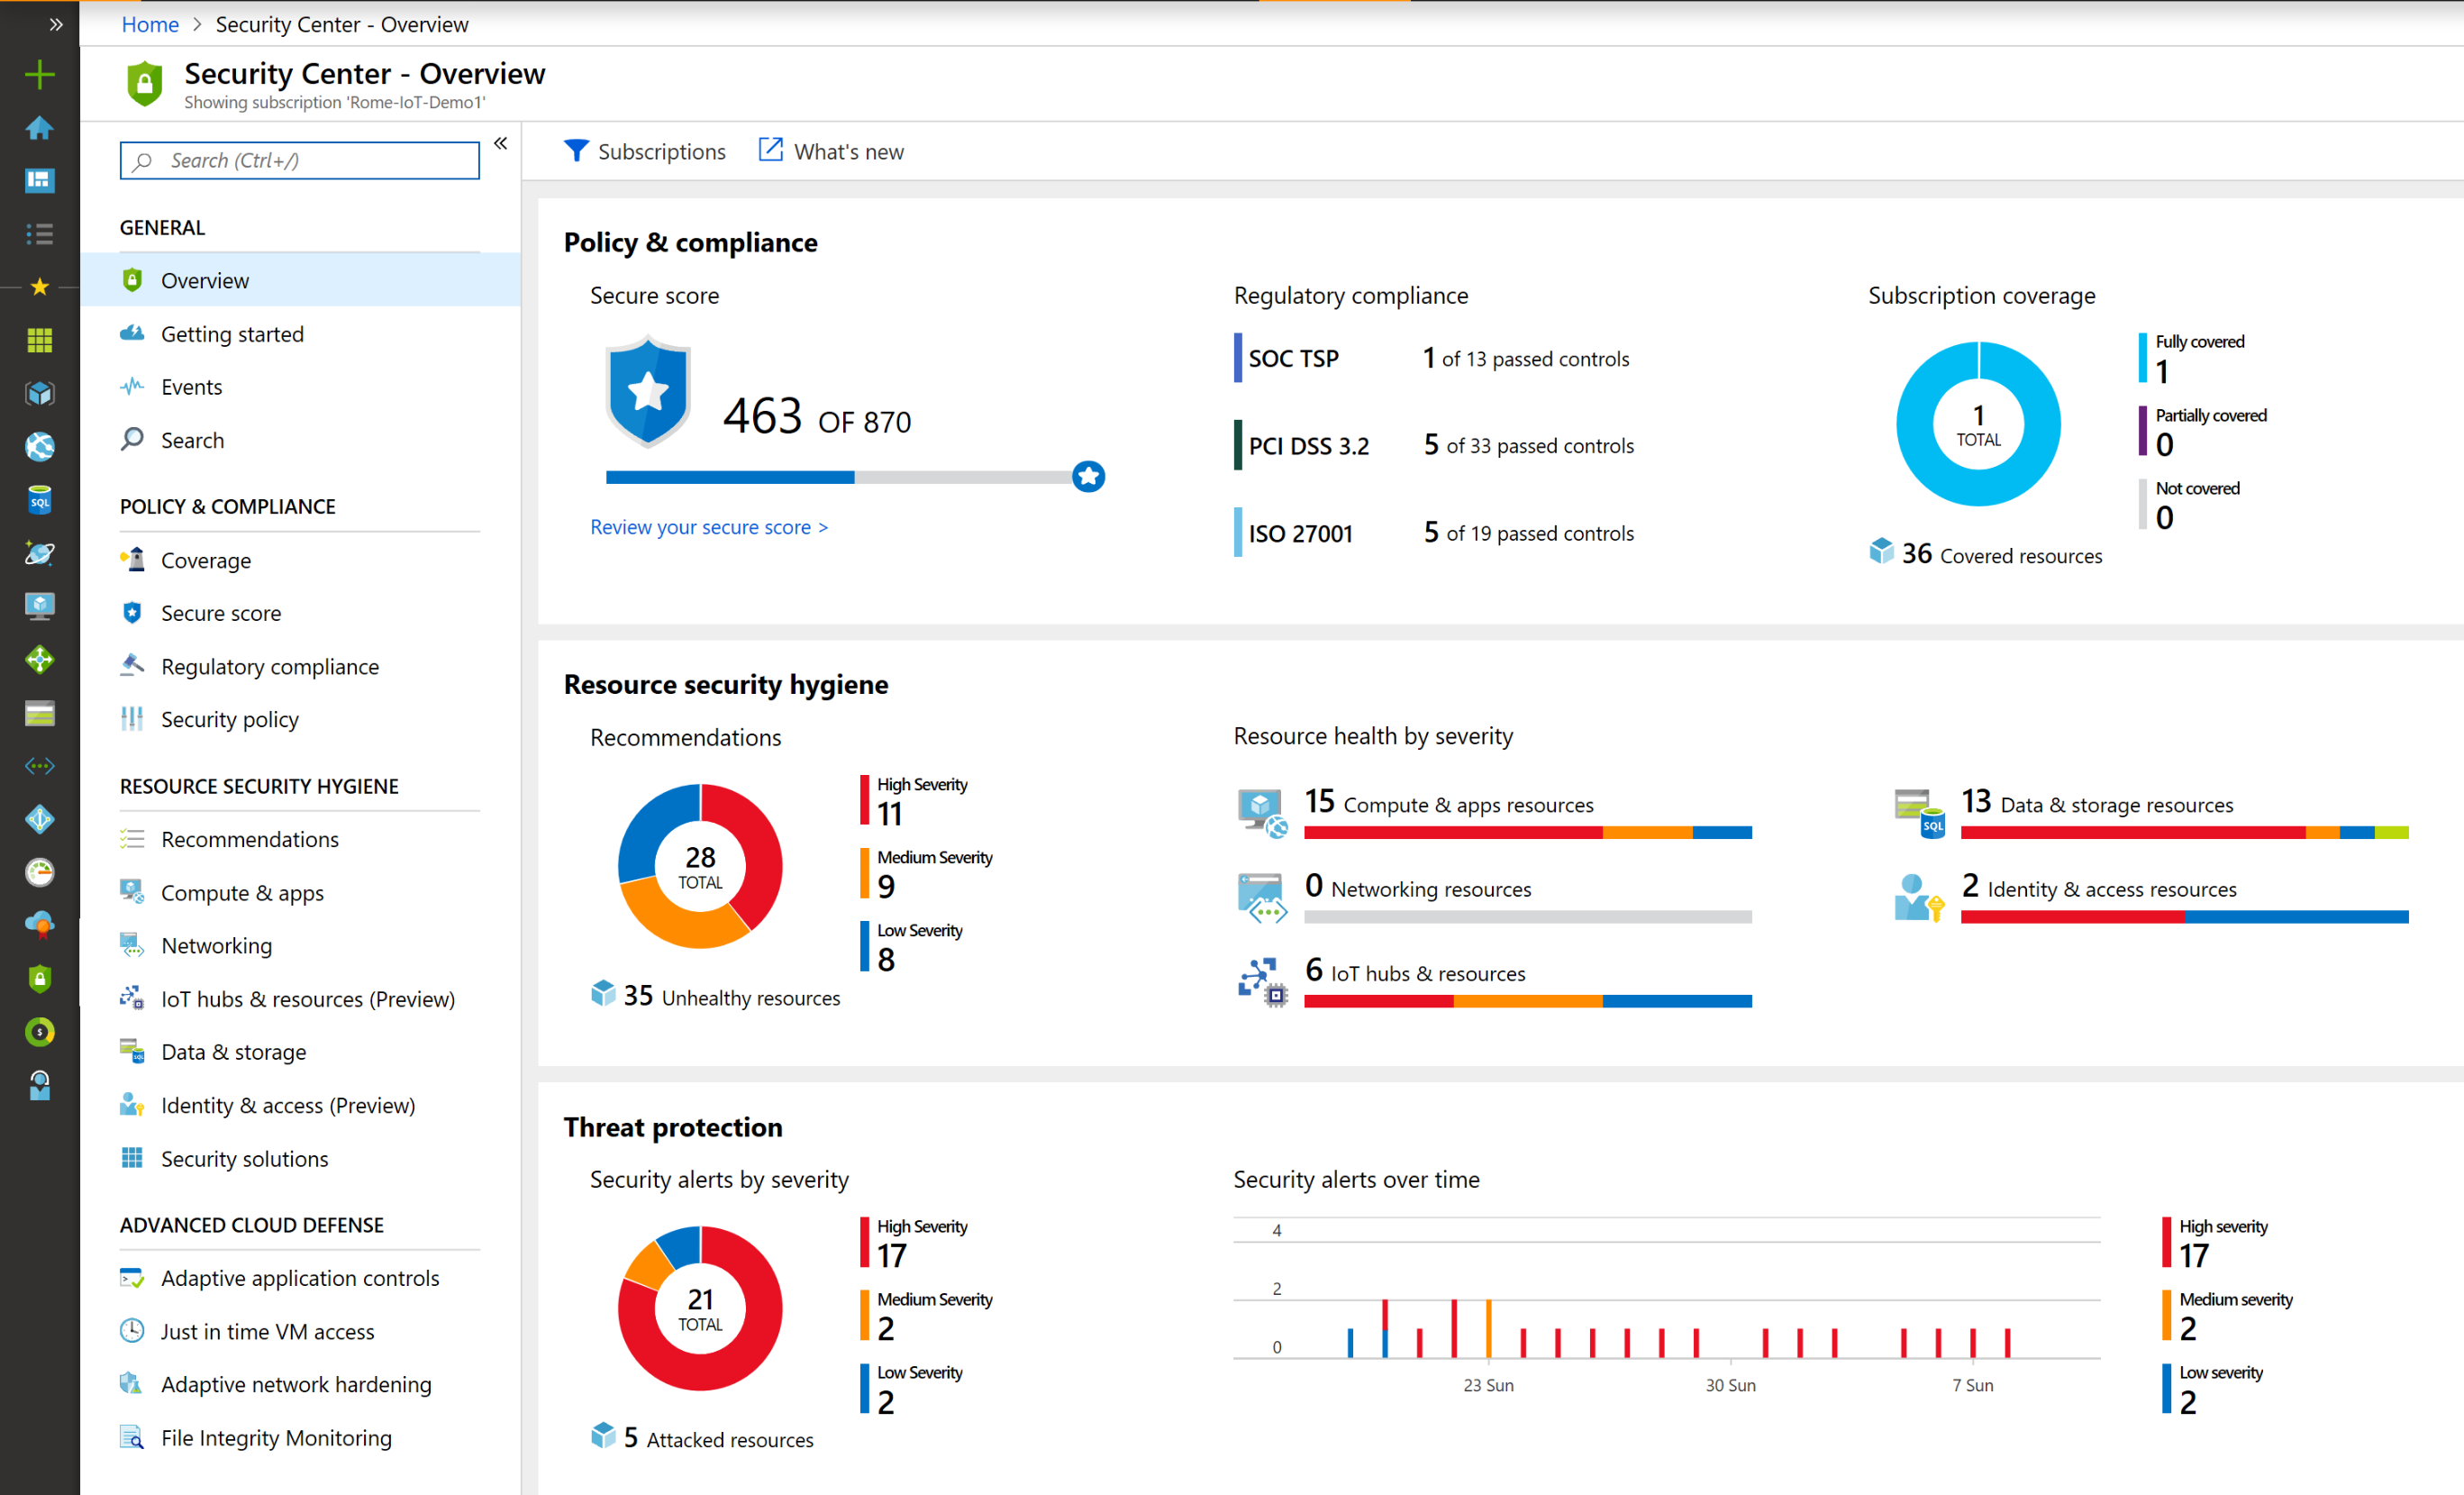 Home > Security Center - Overview
Security Center - Overview
Showing subscription 'Rome-IoT-Demo1'
Search (Ctrl+/)
GENERAL
Overview
Getting started
Events
Search
POLICY & COMPLIANCE
Coverage
Secure score
Regulatory compliance
Security policy
RESOURCE SECURITY HYGIENE
Recommendations
Compute & apps
Networking
IoT hubs & resources (Preview)
Data & storage
Identity & access (Preview)
Security solutions
ADVANCED CLOUD DEFENSE
Adaptive application controls
Just in time VM access
Adaptive network hardening
File Integrity Monitoring
Subscriptions
What's new
Policy & compliance
Secure score
463 OF 870
Review your secure score >
Regulatory compliance
SOC TSP 1 of 13 passed controls
PCI DSS 3.2 5 of 33 passed controls
ISO 27001 5 of 19 passed controls
Subscription coverage
1
TOTAL
Fully covered
1
Partially covered
0
Not covered
0
36 Covered resources
Resource security hygiene
Recommendations
28
TOTAL
High Severity
11
Medium Severity
9
Low Severity
8
35 Unhealthy resources
Resource health by severity
15 Compute & apps resources
13 Data & storage resources
SQL
0 Networking resources
2 Identity & access resources
6 IoT hubs & resources
Threat protection
Security alerts by severity
21
TOTAL
High Severity
17
Medium Severity
2
Low Severity
2
5 Attacked resources
Security alerts over time
4
2
0
23 Sun
30 Sun
7 Sun
High severity
17
Medium severity
2
Low severity
2
SQL